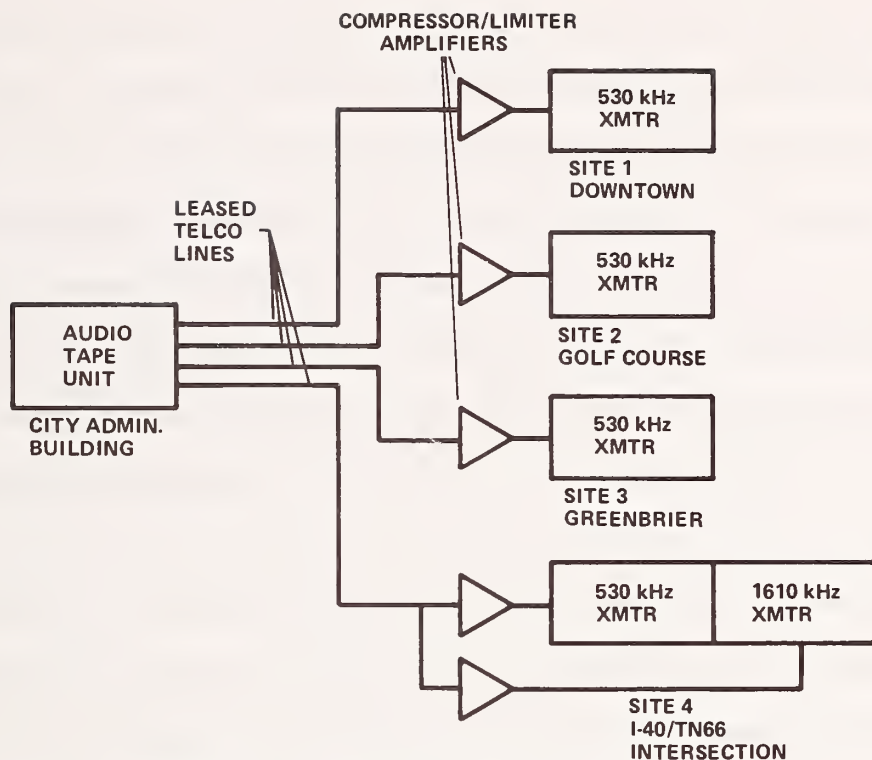 COMPRESSOR/LIMITER
AMPLIFIERS
530 kHz
XMTR
SITE 1
DOWNTOWN
LEASED
TELCO
LINES
530 kHz
XMTR
SITE 2
GOLF COURSE
AUDIO
TAPE
UNIT
CITY ADMIN.
BUILDING
530 kHz
XMTR
SITE 3
GREENBRIER
530 kHz
XMTR
1610 kHz
XMTR
SITE 4
I-40/TN66
INTERSECTION